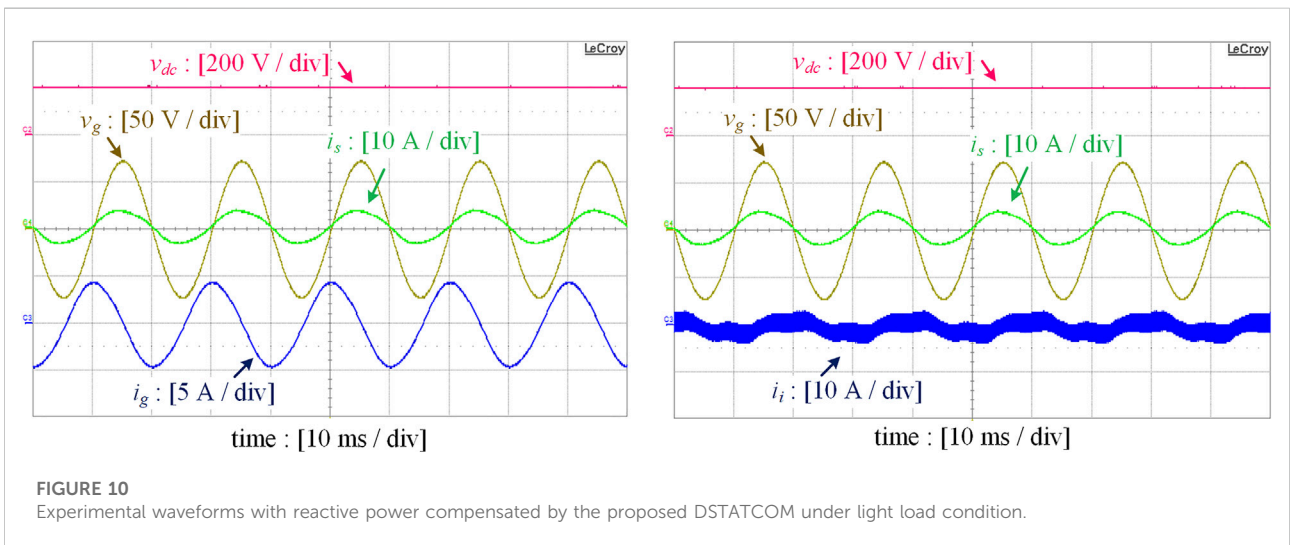 LeCroy
v_dc : [200 V / div]
v_g : [50 V / div]
i_s : [10 A / div]
i_g : [5 A / div]
time : [10 ms / div]
LeCroy
v_dc : [200 V / div]
v_g : [50 V / div]
i_s : [10 A / div]
i_i : [10 A / div]
time : [10 ms / div]
FIGURE 10
Experimental waveforms with reactive power compensated by the proposed DSTATCOM under light load condition.